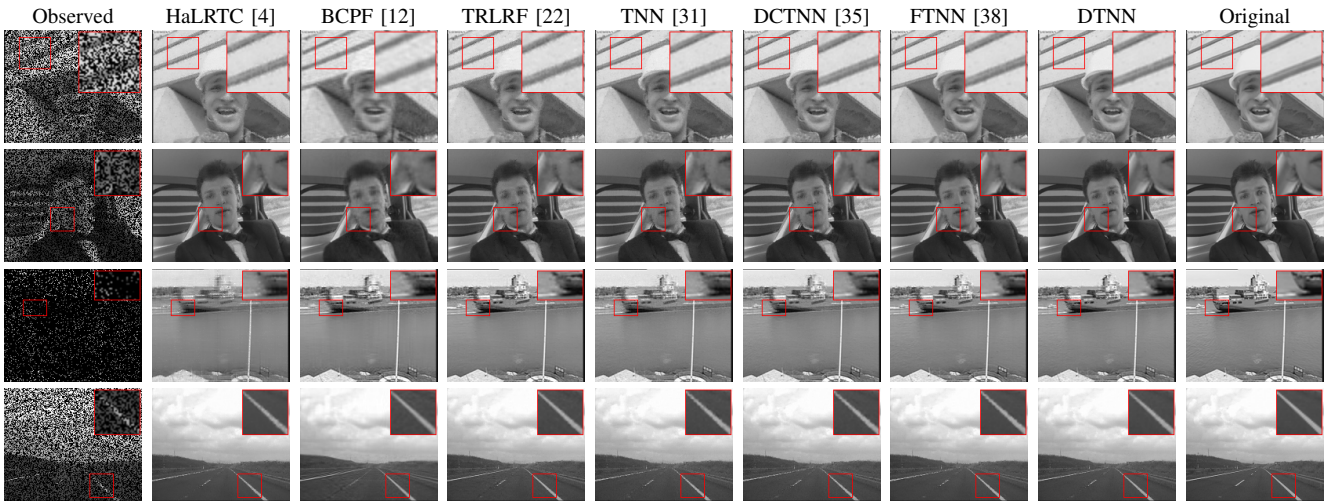 Observed HaLRTC [4] BCPF [12] TRLRF [22] TNN [31] DCTNN [35] FTNN [38] DTNN Original